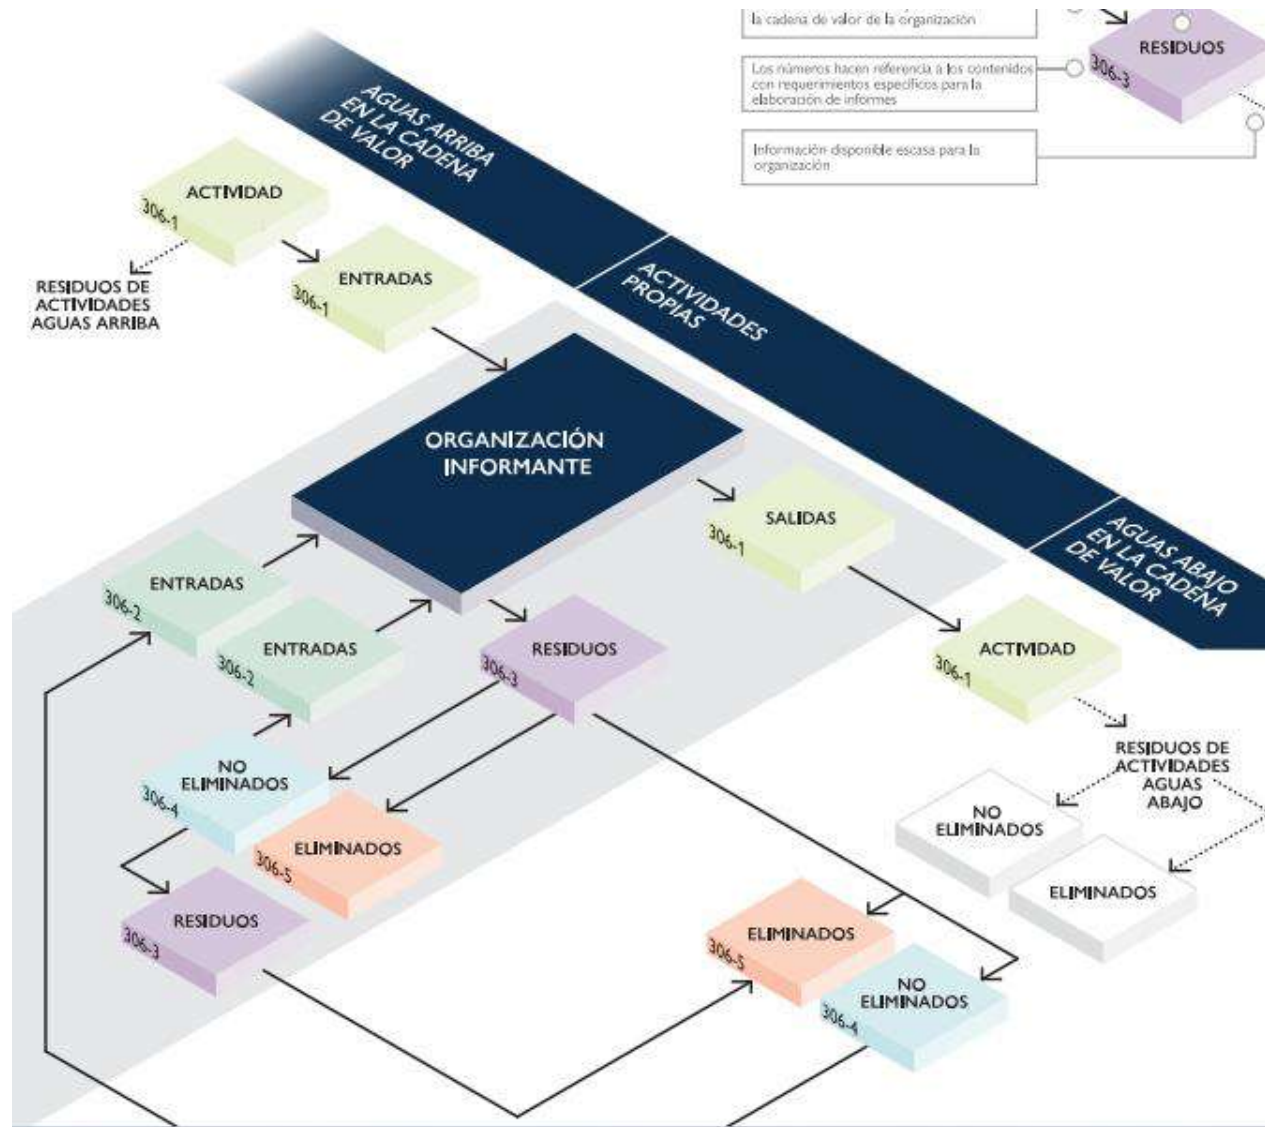 la cadena de valor de la organización
Los números hacen referencia a los contenidos
con requerimientos específicos para la
elaboración de informes
Información disponible escasa para la
organización
RESIDUOS
306-3
AGUAS ARRIBA
EN LA CADENA
DE VALOR
ACTIVIDAD
306-1
RESIDUOS DE
ACTIVIDADES
AGUAS ARRIBA
ENTRADAS
306-1
ACTIVIDADES
PROPIAS
ORGANIZACIÓN
INFORMANTE
SALIDAS
306-1
AGUAS ABAJO
EN LA CADENA
DE VALOR
ENTRADAS
306-2
ENTRADAS
306-2
RESIDUOS
306-3
ACTIVIDAD
306-1
NO
ELIMINADOS
306-4
ELIMINADOS
306-5
RESIDUOS DE
ACTIVIDADES
AGUAS
ABAJO
NO
ELIMINADOS
ELIMINADOS
RESIDUOS
306-3
ELIMINADOS
306-5
NO
ELIMINADOS
306-4